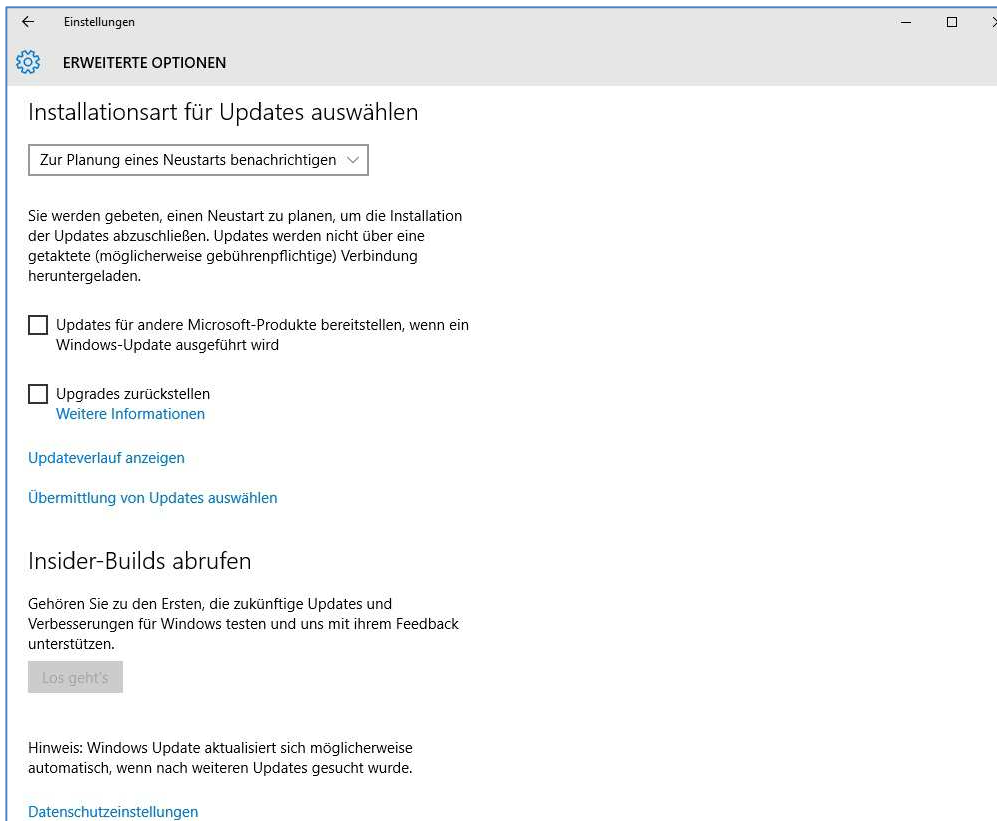 Einstellungen
ERWEITERTE OPTIONEN
Installationsart für Updates auswählen
Zur Planung eines Neustarts benachrichtigen
Sie werden gebeten, einen Neustart zu planen, um die Installation
der Updates abzuschließen. Updates werden nicht über eine
getaktete (möglicherweise gebührenpflichtige) Verbindung
heruntergeladen.
Updates für andere Microsoft-Produkte bereitstellen, wenn ein
Windows-Update ausgeführt wird
Upgrades zurückstellen
Weitere Informationen
Updateverlauf anzeigen
Übermittlung von Updates auswählen
Insider-Builds abrufen
Gehören Sie zu den Ersten, die zukünftige Updates und
Verbesserungen für Windows testen und uns mit ihrem Feedback
unterstützen.
Los geht's
Hinweis: Windows Update aktualisiert sich möglicherweise
automatisch, wenn nach weiteren Updates gesucht wurde.
Datenschutzeinstellungen